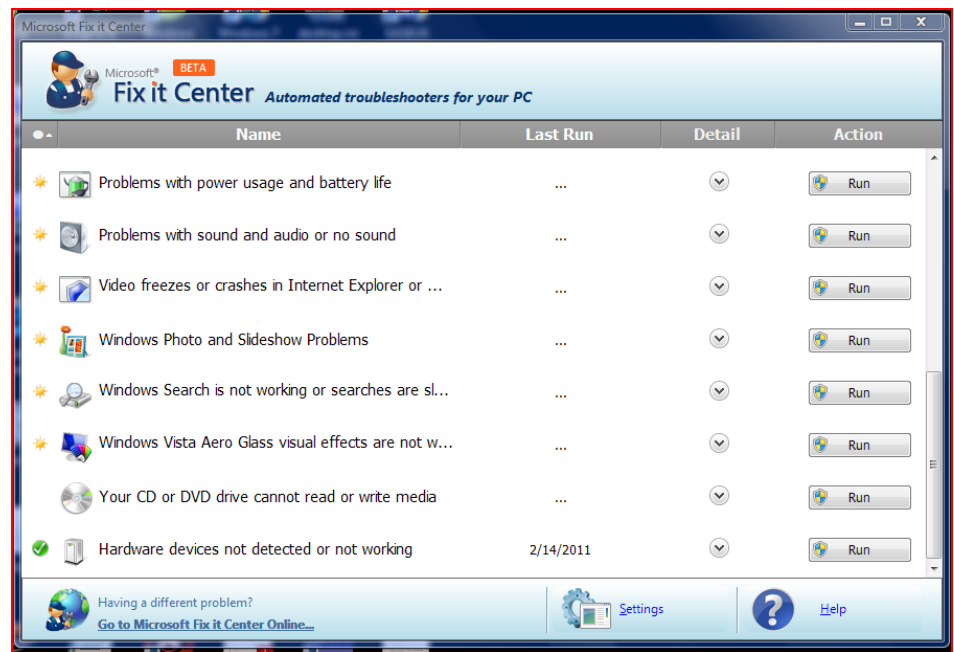 Microsoft Fix it Center
Microsoft® BETA
Fix it Center Automated troubleshooters for your PC
Name Last Run Detail Action
Problems with power usage and battery life ... Run
Problems with sound and audio or no sound ... Run
Video freezes or crashes in Internet Explorer or ... ... Run
Windows Photo and Slideshow Problems ... Run
Windows Search is not working or searches are sl... ... Run
Windows Vista Aero Glass visual effects are not w... ... Run
Your CD or DVD drive cannot read or write media ... Run
Hardware devices not detected or not working 2/14/2011 Run
Having a different problem?
Go to Microsoft Fix it Center Online...
Settings
Help